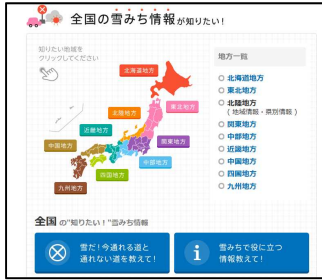 全国の雪みち情報が知りたい！
知りたい地域を
クリックしてください
北海道地方
東北地方
北陸地方
近畿地方
関東地方
中国地方
中部地方
四国地方
九州地方
地方一覧
北海道地方
東北地方
北陸地方
(地域情報・県別情報)
関東地方
中部地方
近畿地方
中国地方
四国地方
九州地方
全国の"知りたい！"雪みち情報
雪だ！今通れる道と
通れない道を教えて！
雪みちで役に立つ
情報教えて！